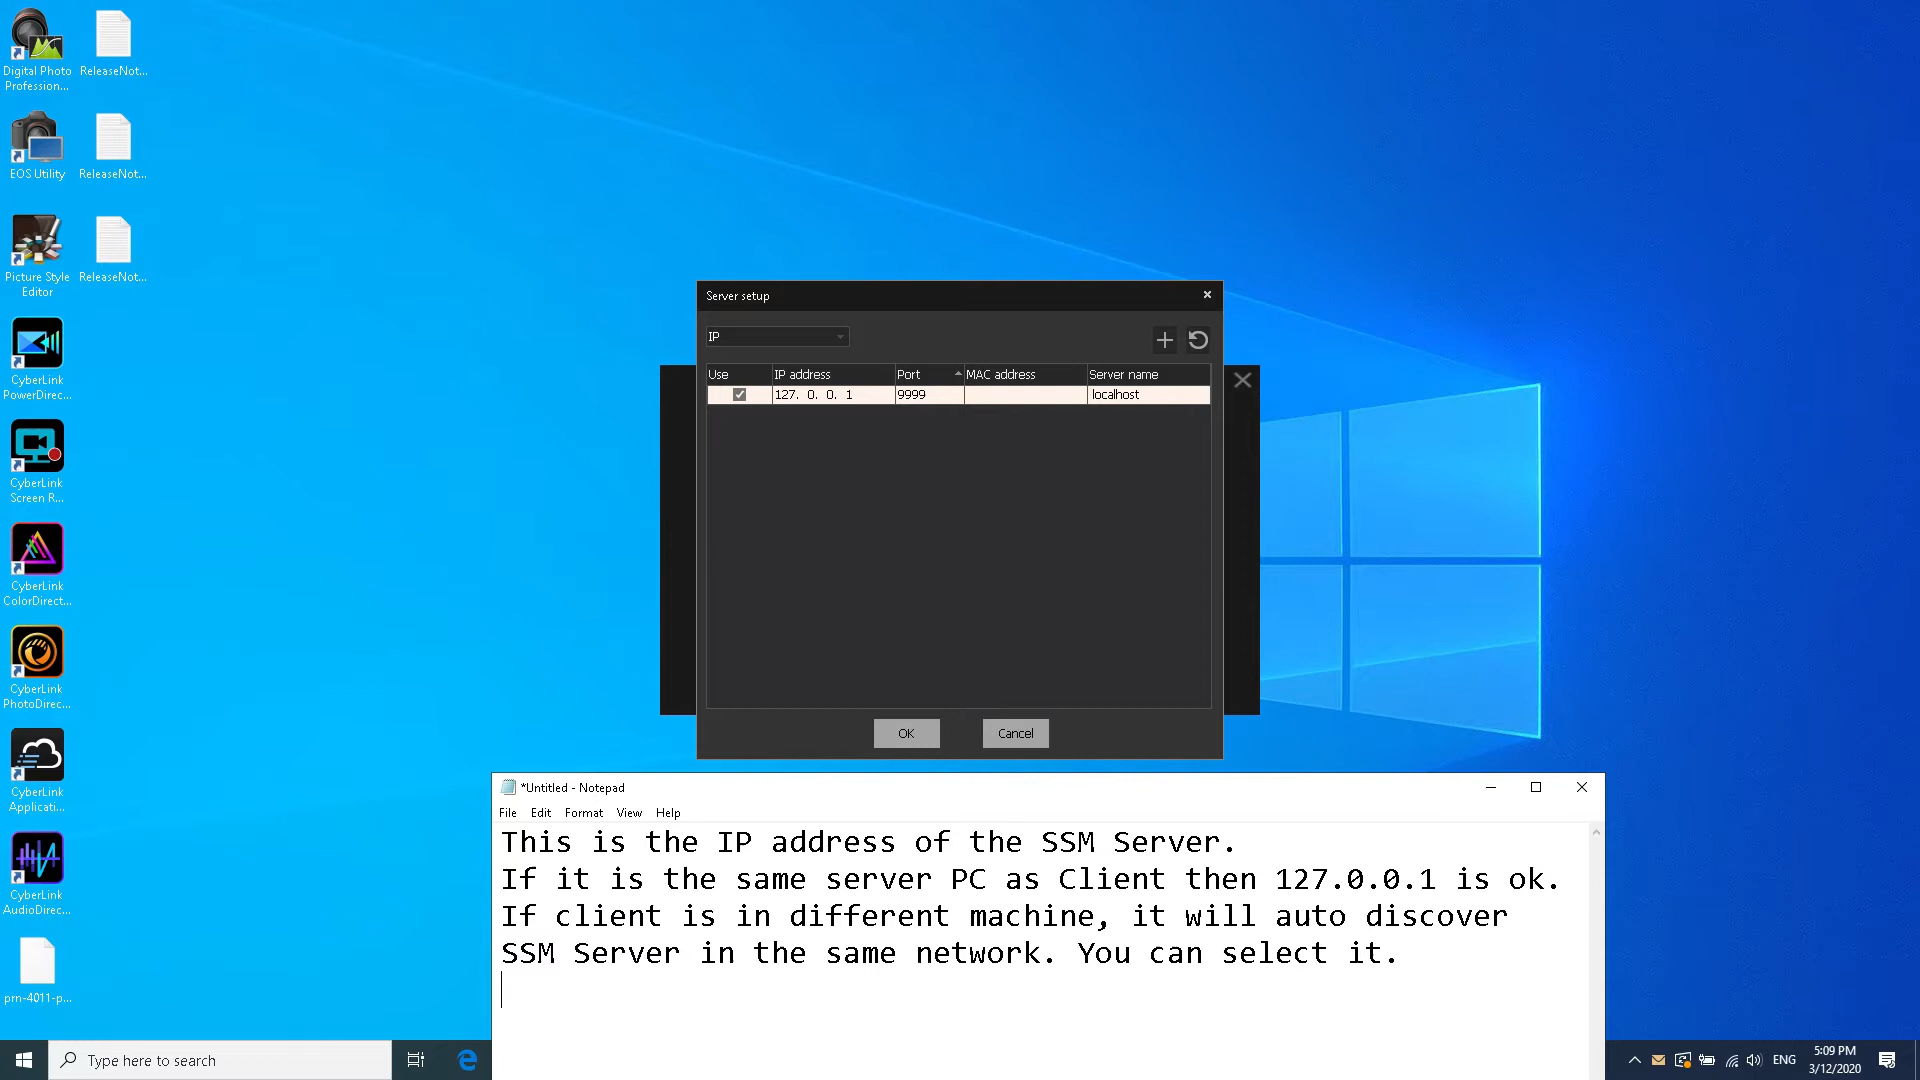 Digital Photo
Profession...
ReleaseNot...
EOS Utility
ReleaseNot...
Picture Style
Editor
ReleaseNot...
CyberLink
PowerDirec...
CyberLink
Screen R...
CyberLink
ColorDirect...
CyberLink
PhotoDirec...
CyberLink
Applicati...
CyberLink
AudioDirec...
prn-4011-p...
Server setup
IP
Use IP address Port MAC address Server name
127. 0. 0. 1 9999 localhost
OK Cancel
*Untitled - Notepad
File Edit Format View Help
This is the IP address of the SSM Server.
If it is the same server PC as Client then 127.0.0.1 is ok.
If client is in different machine, it will auto discover
SSM Server in the same network. You can select it.
Type here to search
ENG
5:09 PM
3/12/2020